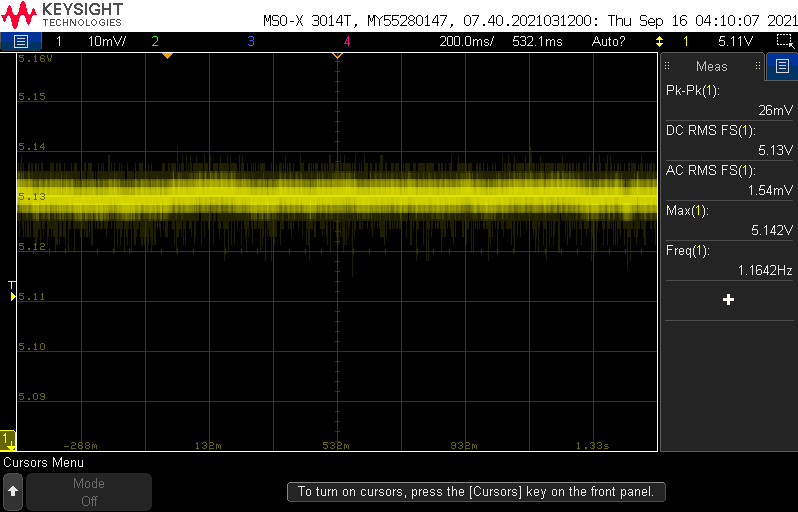 KEYSIGHT
TECHNOLOGIES
MSO-X 3014T, MY55280147, 07.40.2021031200: Thu Sep 16 04:10:07 2021
1 10mV/ 2 3 4 200.0ms/ 532.1ms Auto? 1 5.11V
5.16V
5.15
5.14
5.13
5.12
5.11
5.10
5.09
T
1
-268m 132m 532m 932m 1.33s
Meas
Pk-Pk(1):
26mV
DC RMS FS(1):
5.13V
AC RMS FS(1):
1.54mV
Max(1):
5.142V
Freq(1):
1.1642Hz
Cursors Menu
Mode
Off
To turn on cursors, press the [Cursors] key on the front panel.